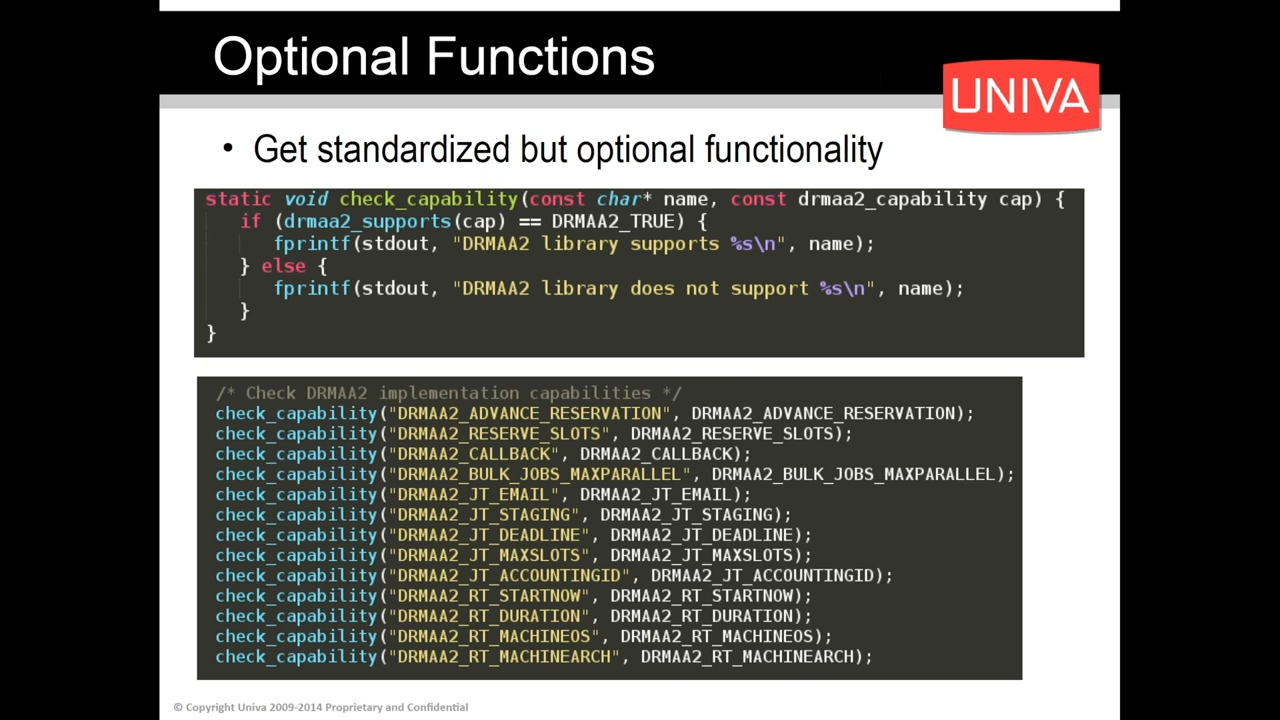 Optional Functions
UNIVA
• Get standardized but optional functionality
static void check_capability(const char* name, const drmaa2_capability cap) {
if (drmaa2_supports(cap) == DRMAA2_TRUE) {
fprintf(stdout, "DRMAA2 library supports %s\n", name);
} else {
fprintf(stdout, "DRMAA2 library does not support %s\n", name);
}
}
/* Check DRMAA2 implementation capabilities */
check_capability("DRMAA2_ADVANCE_RESERVATION", DRMAA2_ADVANCE_RESERVATION);
check_capability("DRMAA2_RESERVE_SLOTS", DRMAA2_RESERVE_SLOTS);
check_capability("DRMAA2_CALLBACK", DRMAA2_CALLBACK);
check_capability("DRMAA2_BULK_JOBS_MAXPARALLEL", DRMAA2_BULK_JOBS_MAXPARALLEL);
check_capability("DRMAA2_JT_EMAIL", DRMAA2_JT_EMAIL);
check_capability("DRMAA2_JT_STAGING", DRMAA2_JT_STAGING);
check_capability("DRMAA2_JT_DEADLINE", DRMAA2_JT_DEADLINE);
check_capability("DRMAA2_JT_MAXSLOTS", DRMAA2_JT_MAXSLOTS);
check_capability("DRMAA2_JT_ACCOUNTINGID", DRMAA2_JT_ACCOUNTINGID);
check_capability("DRMAA2_RT_STARTNOW", DRMAA2_RT_STARTNOW);
check_capability("DRMAA2_RT_DURATION", DRMAA2_RT_DURATION);
check_capability("DRMAA2_RT_MACHINEOS", DRMAA2_RT_MACHINEOS);
check_capability("DRMAA2_RT_MACHINEARCH", DRMAA2_RT_MACHINEARCH);
© Copyright Univa 2009-2014 Proprietary and Confidential